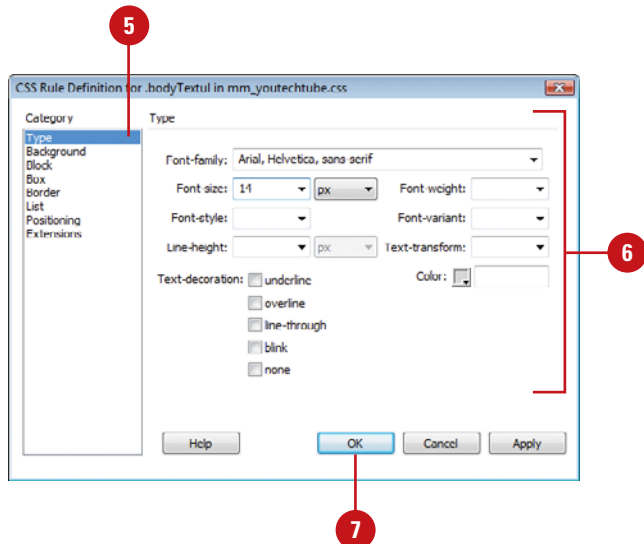 5
CSS Rule Definition for .bodyTextul in mm_youtechtube.css
Category Type
Type
Background
Block
Box
Border
List
Positioning
Extensions
Font-family: Arial, Helvetica, sans-serif
Font-size: 14 px Font-weight:
Font-style: Font-variant:
Line-height: px Text-transform:
Text-decoration: underline Color:
overline
line-through
blink
none
6
Help OK Cancel Apply
7